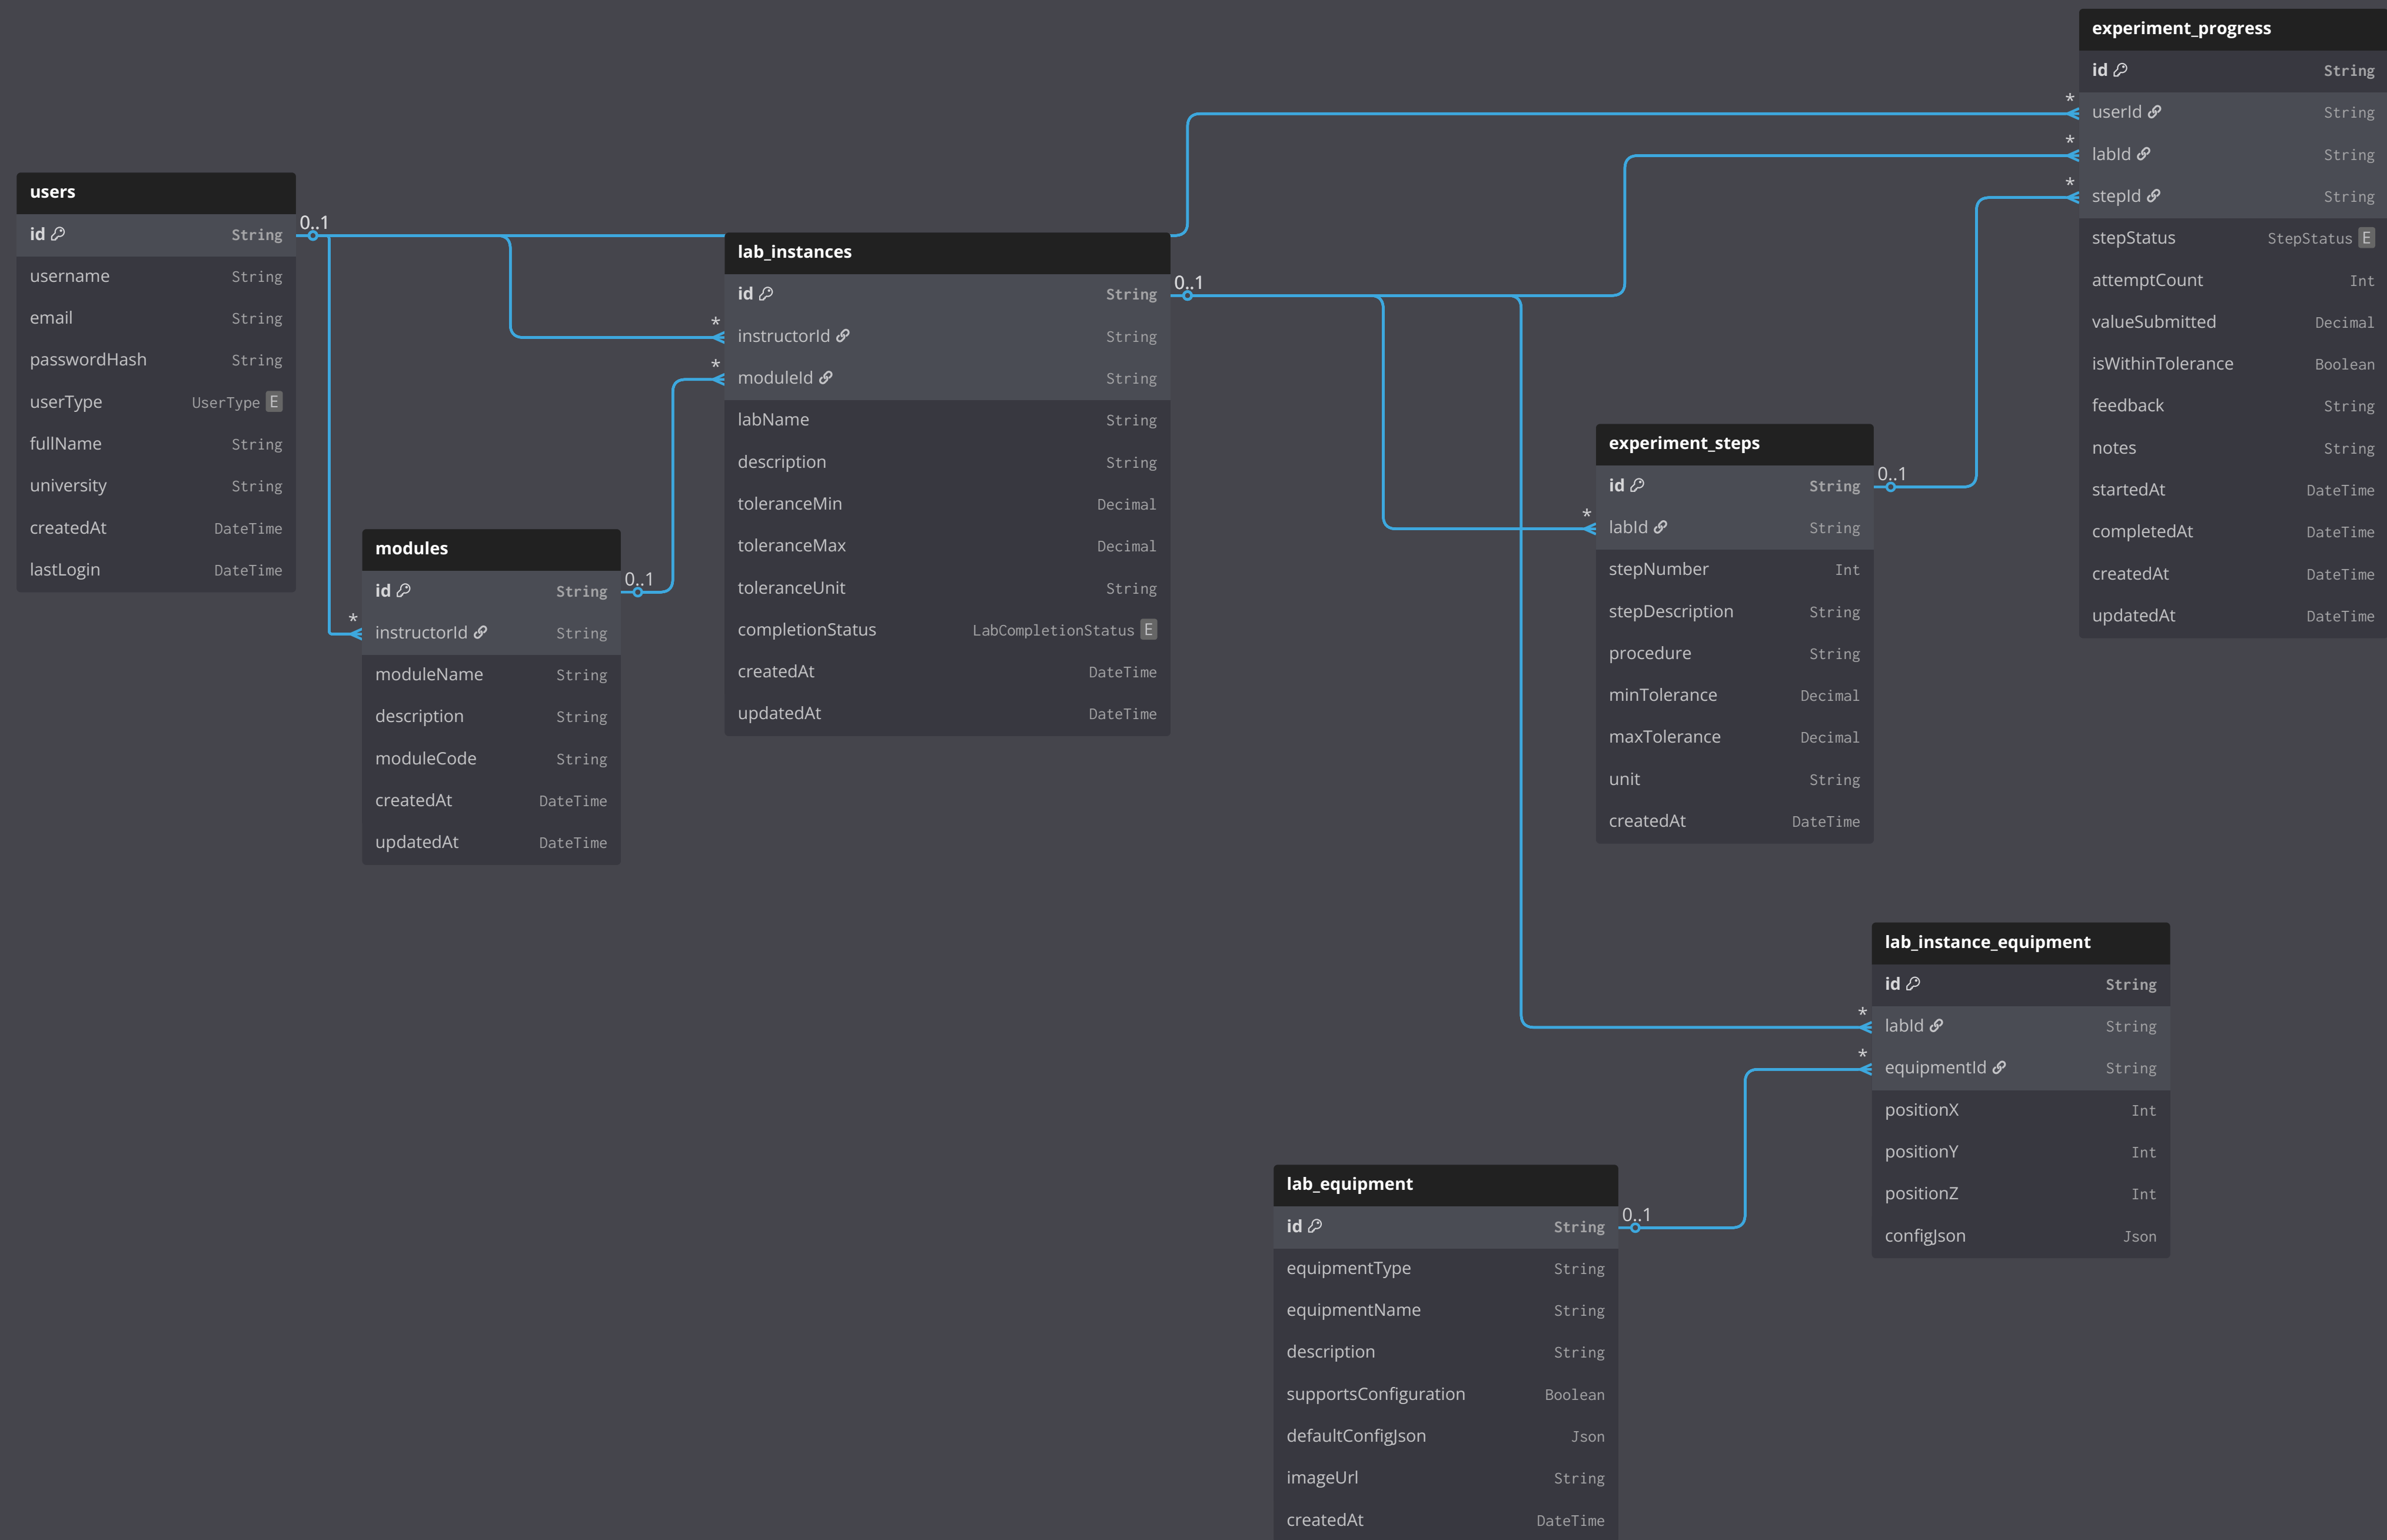 users
id String
username String
email String
passwordHash String
userType UserType E
fullName String
university String
createdAt DateTime
lastLogin DateTime
0..1
modules
id String
instructorId String
moduleName String
description String
moduleCode String
createdAt DateTime
updatedAt DateTime
*
0..1
lab_instances
id String
instructorId String
moduleId String
labName String
description String
toleranceMin Decimal
toleranceMax Decimal
toleranceUnit String
completionStatus LabCompletionStatus E
createdAt DateTime
updatedAt DateTime
*
*
0..1
experiment_steps
id String
labId String
stepNumber Int
stepDescription String
procedure String
minTolerance Decimal
maxTolerance Decimal
unit String
createdAt DateTime
*
0..1
experiment_progress
id String
userId String
labId String
stepId String
stepStatus StepStatus E
attemptCount Int
valueSubmitted Decimal
isWithinTolerance Boolean
feedback String
notes String
startedAt DateTime
completedAt DateTime
createdAt DateTime
updatedAt DateTime
*
*
*
lab_instance_equipment
id String
labId String
equipmentId String
positionX Int
positionY Int
positionZ Int
configJson Json
*
*
lab_equipment
id String
equipmentType String
equipmentName String
description String
supportsConfiguration Boolean
defaultConfigJson Json
imageUrl String
createdAt DateTime
0..1